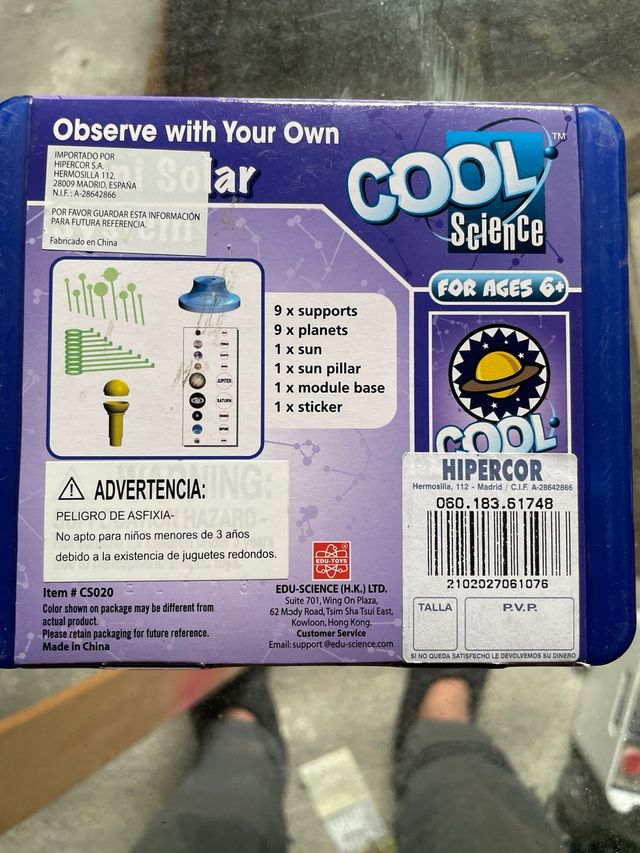 Observe with Your Own
Mini Solar
System
IMPORTADO POR
HIPERCOR S.A.
HERMOSILLA 112,
28009 MADRID, ESPAÑA
N.I.F.: A-28642866
POR FAVOR GUARDAR ESTA INFORMACIÓN
PARA FUTURA REFERENCIA.
Fabricado en China
COOL TM
Science
FOR AGES 6+
9 x supports
9 x planets
1 x sun
1 x sun pillar
1 x module base
1 x sticker
JUPITER
SATURN
COOL
WARNING:
HAZARD-
ADVERTENCIA:
PELIGRO DE ASFIXIA-
No apto para niños menores de 3 años
debido a la existencia de juguetes redondos.
HIPERCOR
Hermosilla, 112 - Madrid / C.I.F. A-28642866
060.183.61748
2102027061076
TALLA
P.V.P.
SI NO QUEDA SATISFECHO LE DEVOLVEMOS SU DINERO
EDU-TOYS
Item # CS020
Color shown on package may be different from
actual product.
Please retain packaging for future reference.
Made in China
EDU-SCIENCE (H.K.) LTD.
Suite 701, Wing On Plaza,
62 Mody Road, Tsim Sha Tsui East,
Kowloon, Hong Kong.
Customer Service
Email: support @edu-science.com